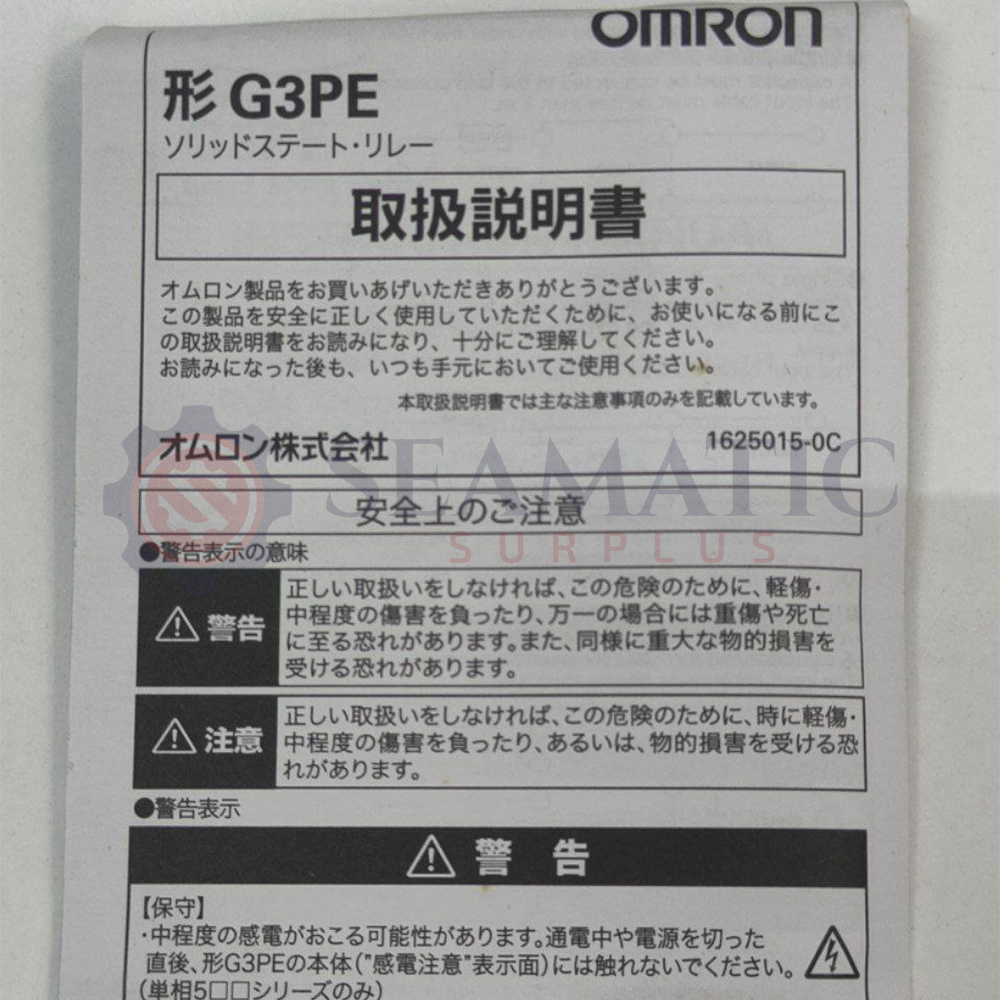 OMRON
形 G3PE
ソリッドステート・リレー
取扱説明書
オムロン製品をお買いあげいただきありがとうございます。
この製品を安全に正しく使用していただくために、お使いになる前にこ
の取扱説明書をお読みになり、十分にご理解してください。
お読みになった後も、いつも手元においてご使用ください。
本取扱説明書では主な注意事項のみを記載しています。
オムロン株式会社 1625015-0C
SEAMATIC
SURPLUS
安全上のご注意
●警告表示の意味
警告
正しい取扱いをしなければ、この危険のために、軽傷・
中程度の傷害を負ったり、万一の場合には重傷や死亡
に至る恐れがあります。また、同様に重大な物的損害を
受ける恐れがあります。
注意
正しい取扱いをしなければ、この危険のために、時に軽傷・
中程度の傷害を負ったり、あるいは、物的損害を受ける恐
れがあります。
●警告表示
警 告
【保守】
・中程度の感電がおこる可能性があります。通電中や電源を切った
直後、形G3PEの本体("感電注意"表示面)には触れないでください。
(単相5□□シリーズのみ)